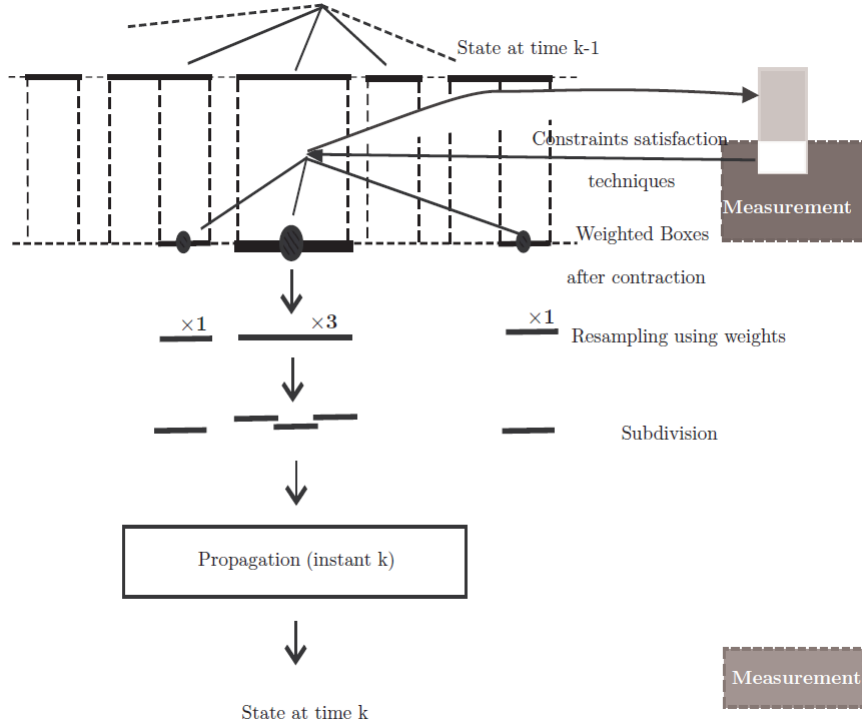 State at time k-1
Constraints satisfaction
techniques
Measurement
Weighted Boxes
after contraction
×1
×3
×1
Resampling using weights
Subdivision
Propagation (instant k)
Measurement
State at time k